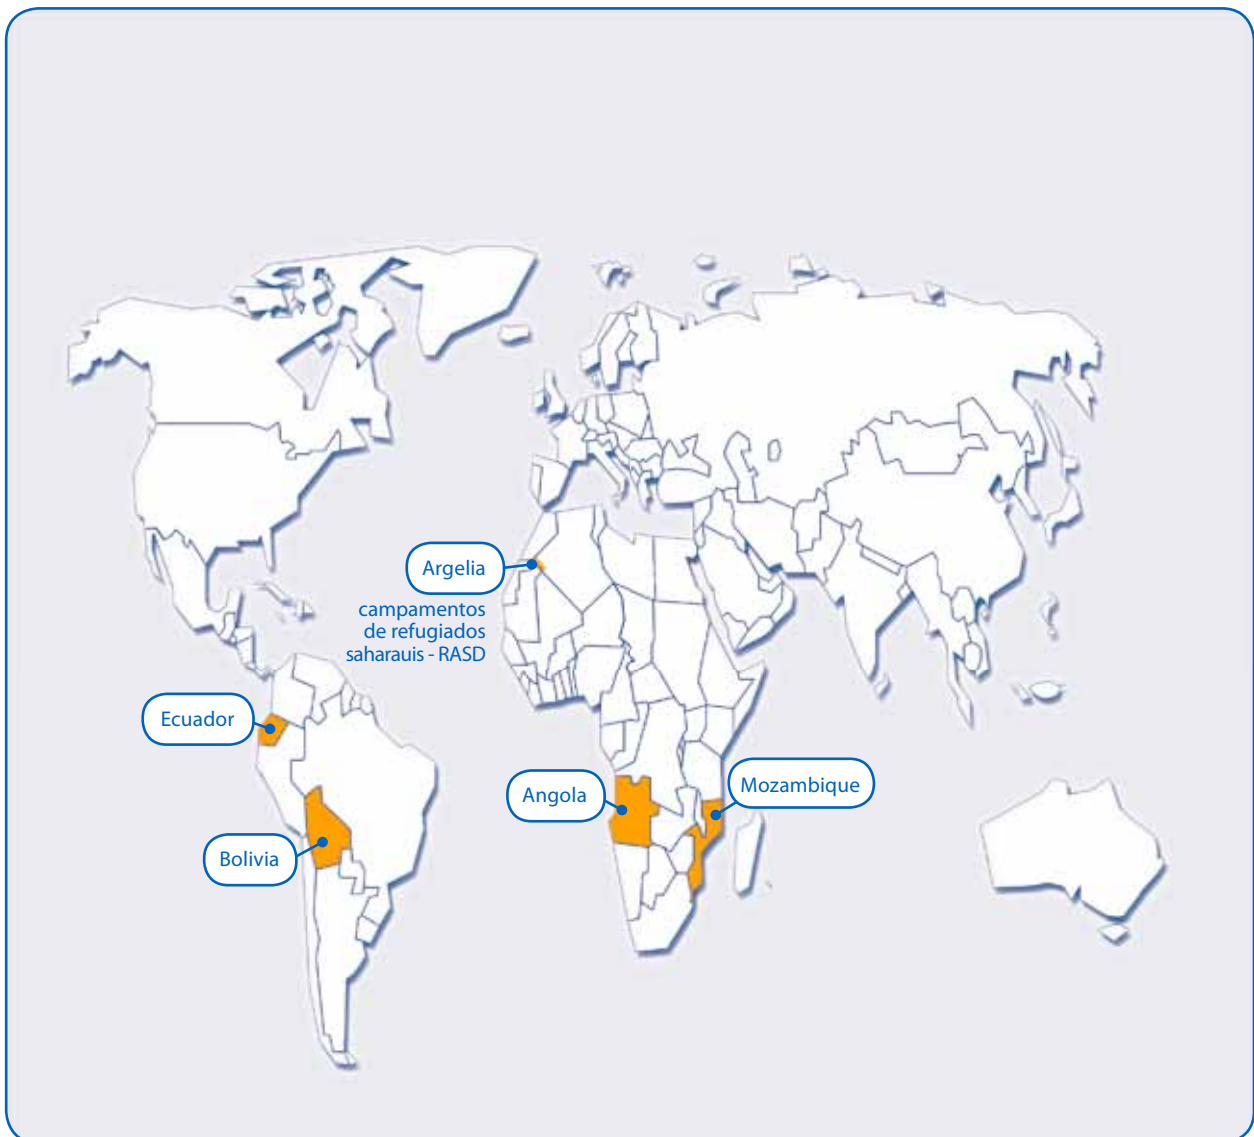 Argelia
campamentos
de refugiados
saharauis - RASD
Ecuador
Angola
Mozambique
Bolivia